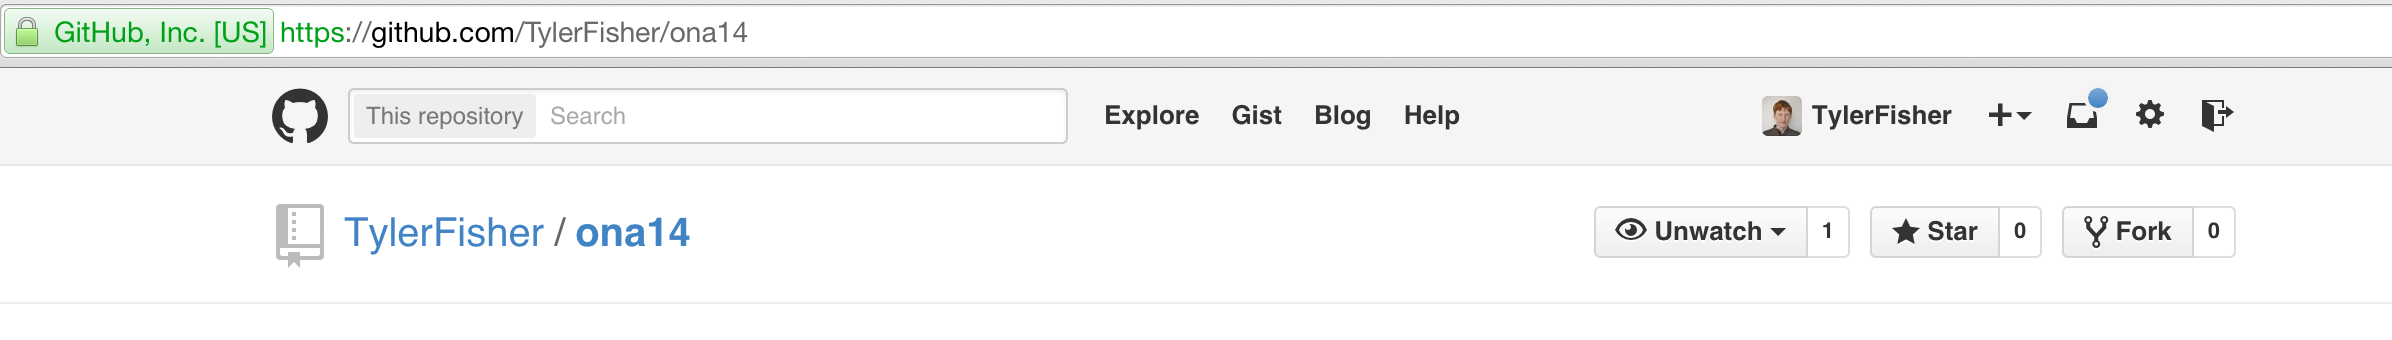 GitHub, Inc. [US] https://github.com/TylerFisher/ona14
This repository Search Explore Gist Blog Help TylerFisher
TylerFisher / ona14 Unwatch 1 Star 0 Fork 0